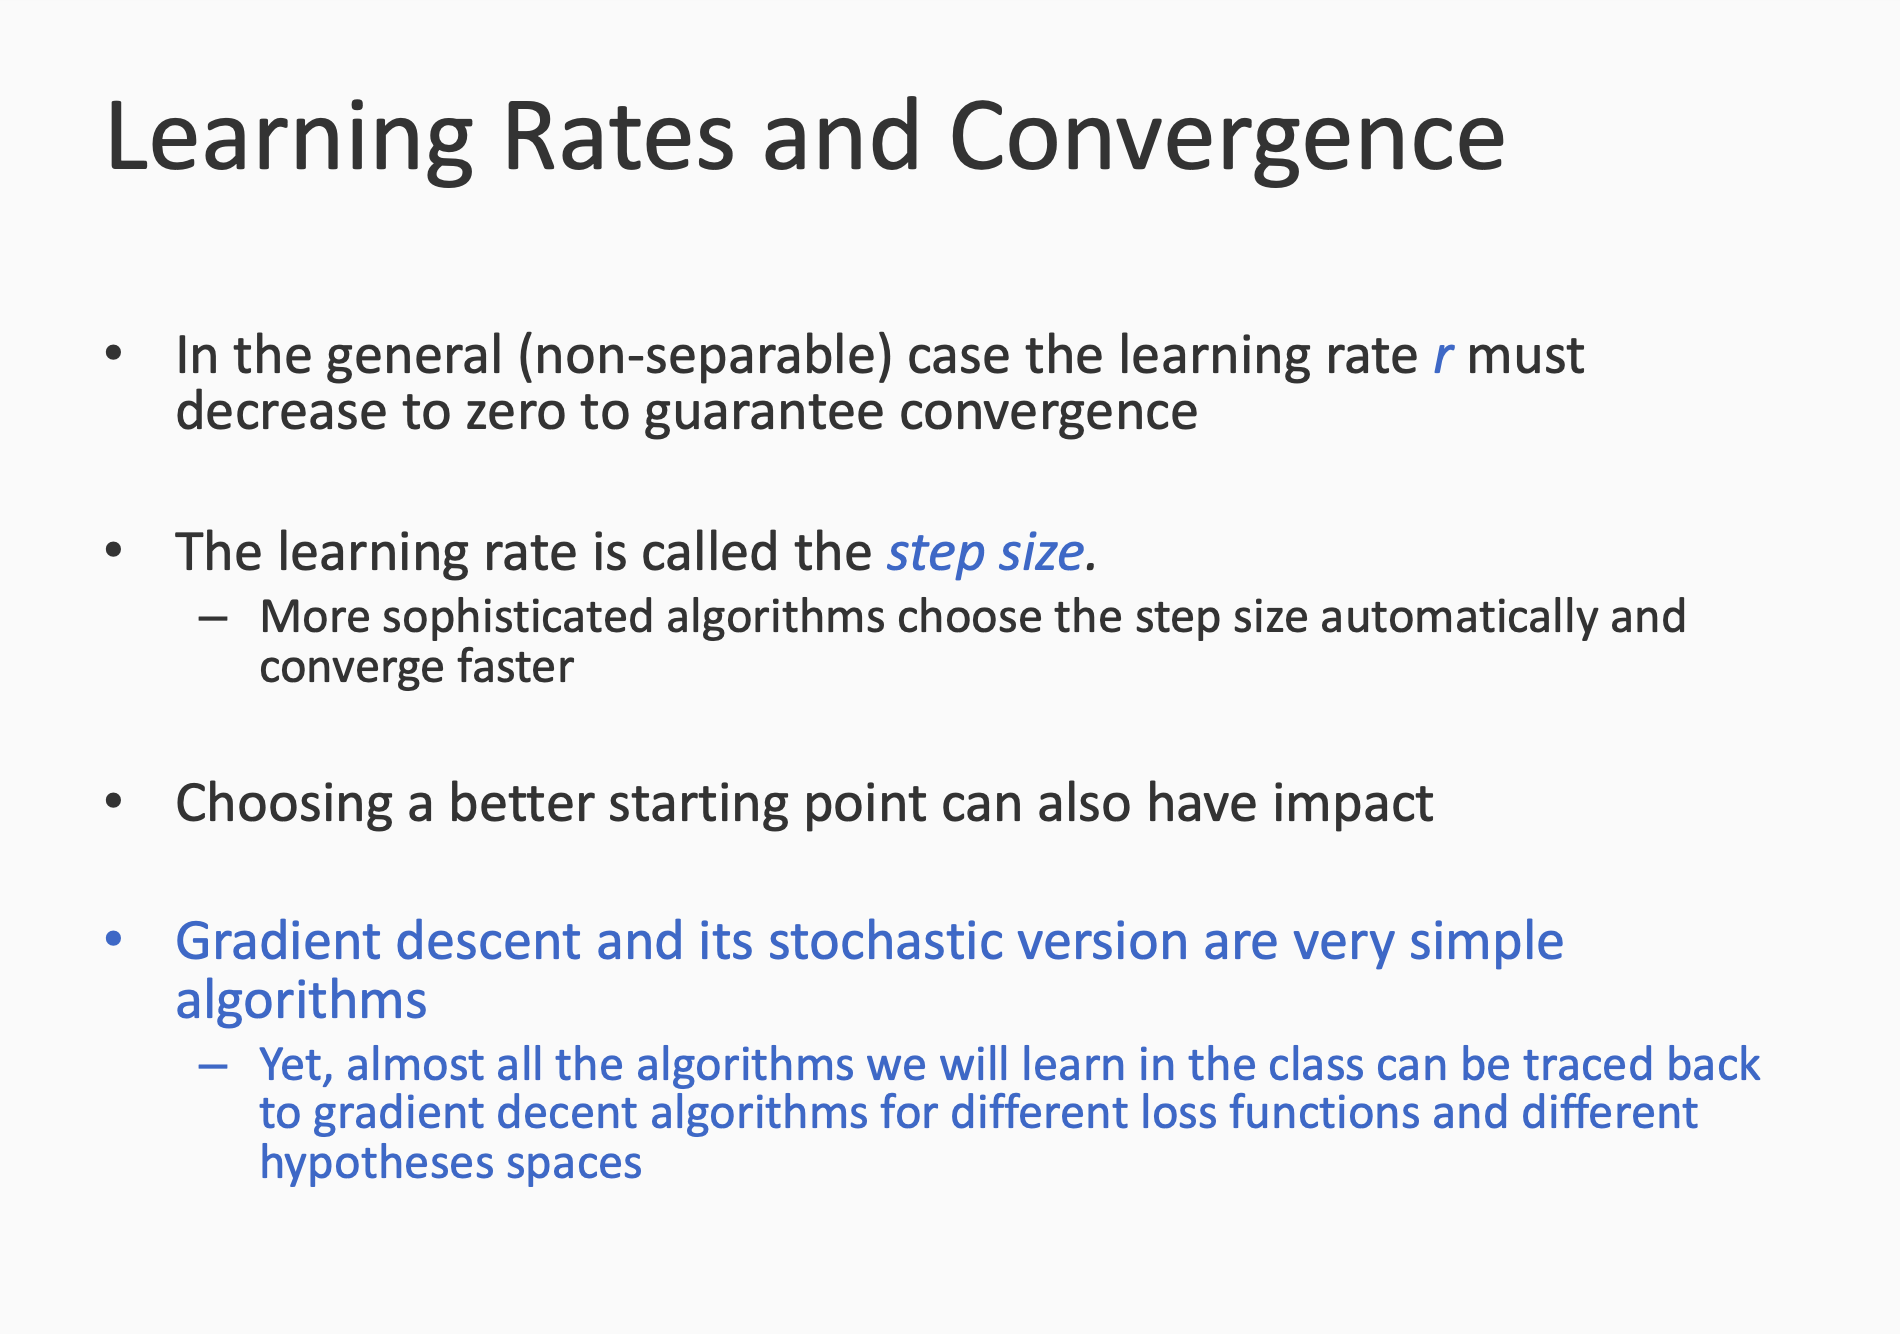 Learning Rates and Convergence
• In the general (non-separable) case the learning rate r must
decrease to zero to guarantee convergence
• The learning rate is called the step size.
– More sophisticated algorithms choose the step size automatically and
converge faster
• Choosing a better starting point can also have impact
• Gradient descent and its stochastic version are very simple
algorithms
– Yet, almost all the algorithms we will learn in the class can be traced back
to gradient decent algorithms for different loss functions and different
hypotheses spaces